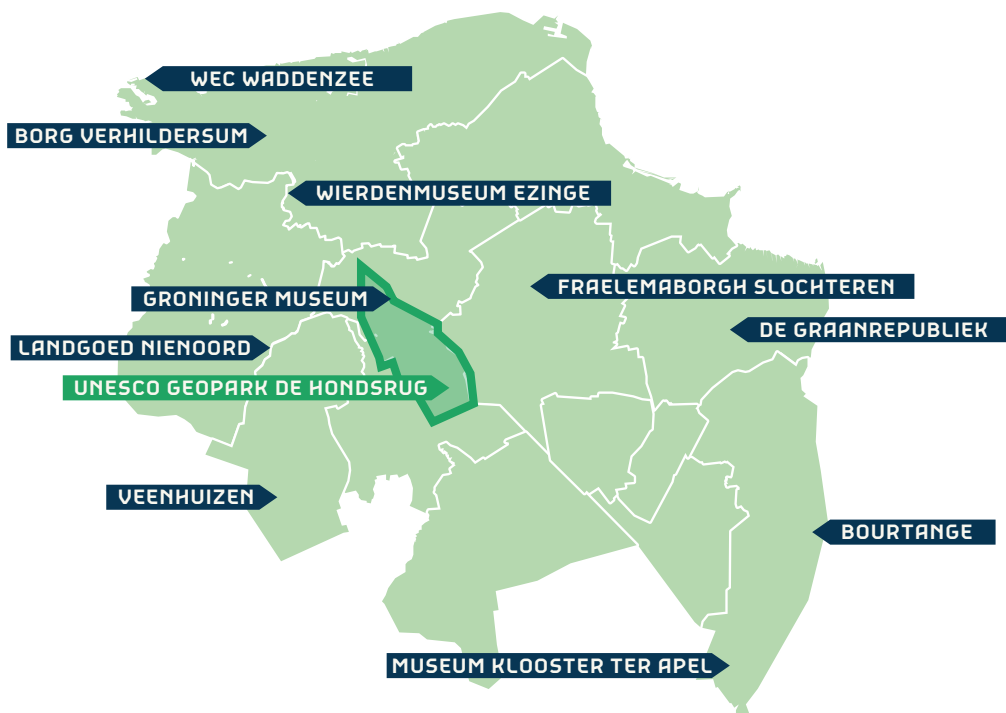 WEC WADDENZEE
BORG VERHILDERSUM
WIERDENMUSEUM EZINGE
FRAELEMABORGH SLOCHTEREN
GRONINGER MUSEUM
DE GRAANREPUBLIEK
LANDGOED NIENOORD
UNESCO GEOPARK DE HONDSRUG
VEENHUIZEN
BOURTANGE
MUSEUM KLOOSTER TER APEL